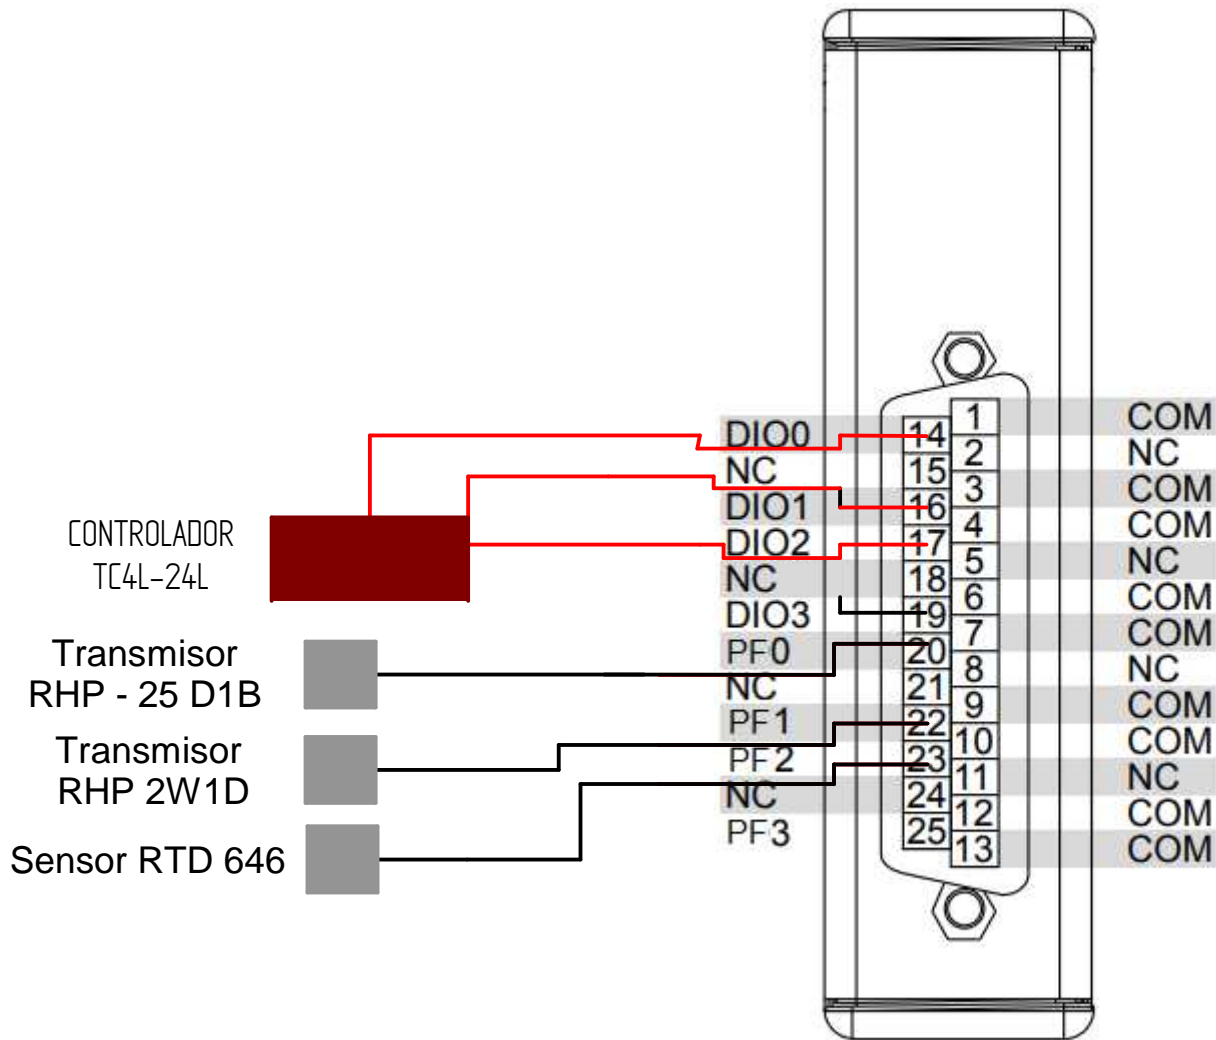 CONTROLADOR
TC4L-24L
Transmisor
RHP - 25 D1B
Transmisor
RHP 2W1D
Sensor RTD 646
DIO0
NC
DIO1
DIO2
NC
DIO3
PF0
NC
PF1
PF2
NC
PF3
14
15
16
17
18
19
20
21
22
23
24
25
1
2
3
4
5
6
7
8
9
10
11
12
13
COM
NC
COM
COM
NC
COM
COM
NC
COM
COM
NC
COM
COM